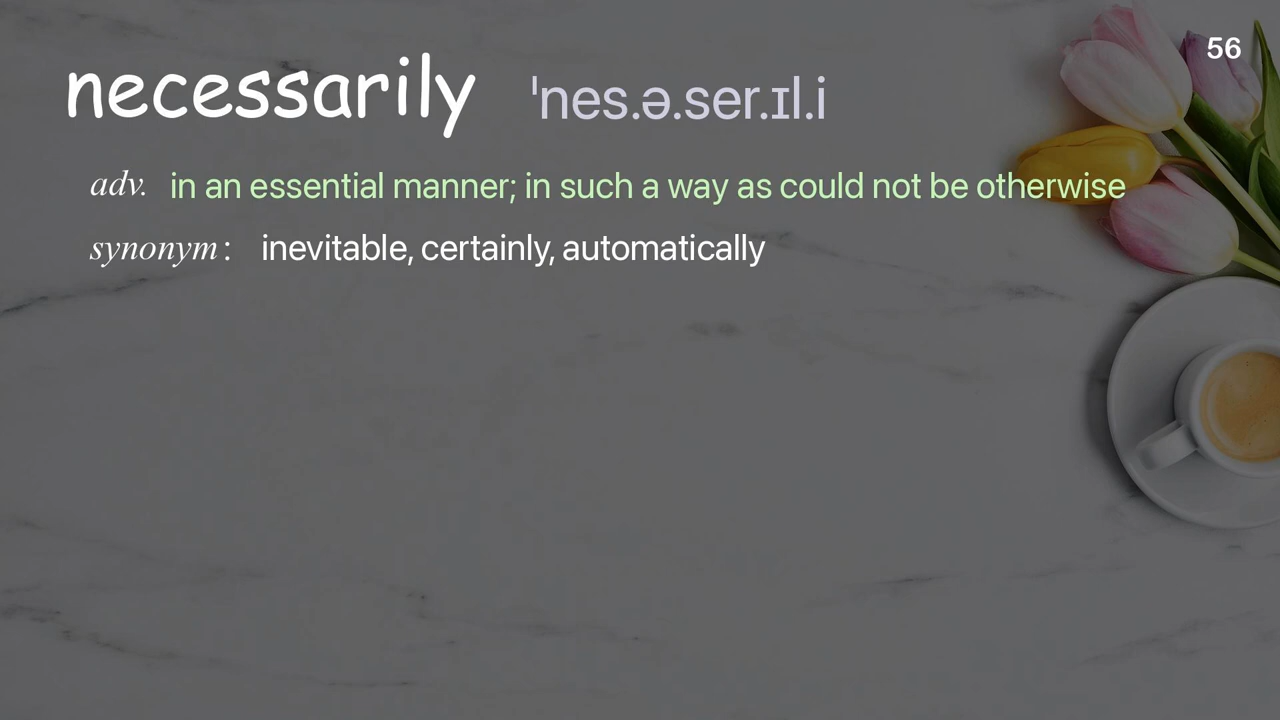 56
necessarily ˈnes.ə.ser.ɪl.i
adv. in an essential manner; in such a way as could not be otherwise
synonym: inevitable, certainly, automatically